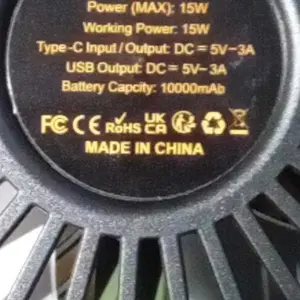 Power (MAX): 15W
Working Power: 15W
Type-C Input / Output: DC = 5V-3A
USB Output: DC = 5V-3A
Battery Capcity: 10000mAb
FC CE RoHS UK CA
MADE IN CHINA